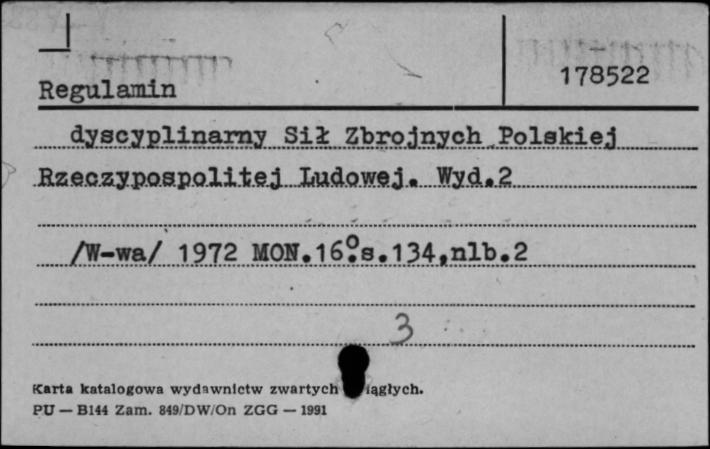 178522
Regulamin
dyscyplinarny Sił Zbrojnych Polskiej
Rzeczypospolitej Ludowej. Wyd.2
/W-wa/ 1972 MON.16°.s.134,nlb.2
3
Karta katalogowa wydawnictw zwartych iągłych.
PU — B144 Zam. 849/DW/On ZGG — 1991